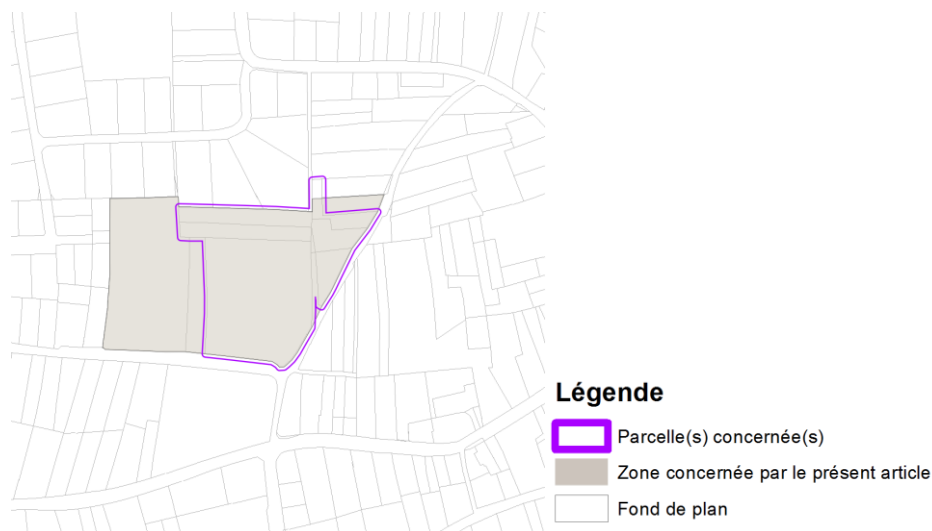 Légende
Parcelle(s) concernée(s)
Zone concernée par le présent article
Fond de plan